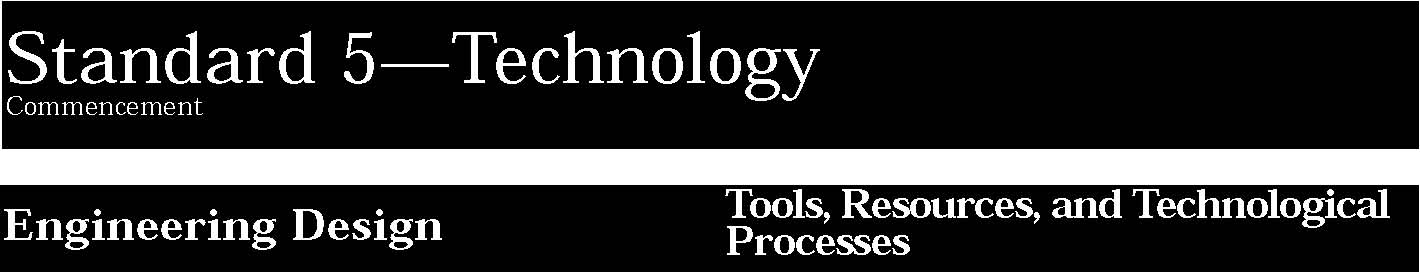 Standard 5—Technology
Commencement
Engineering Design
Tools, Resources, and Technological
Processes